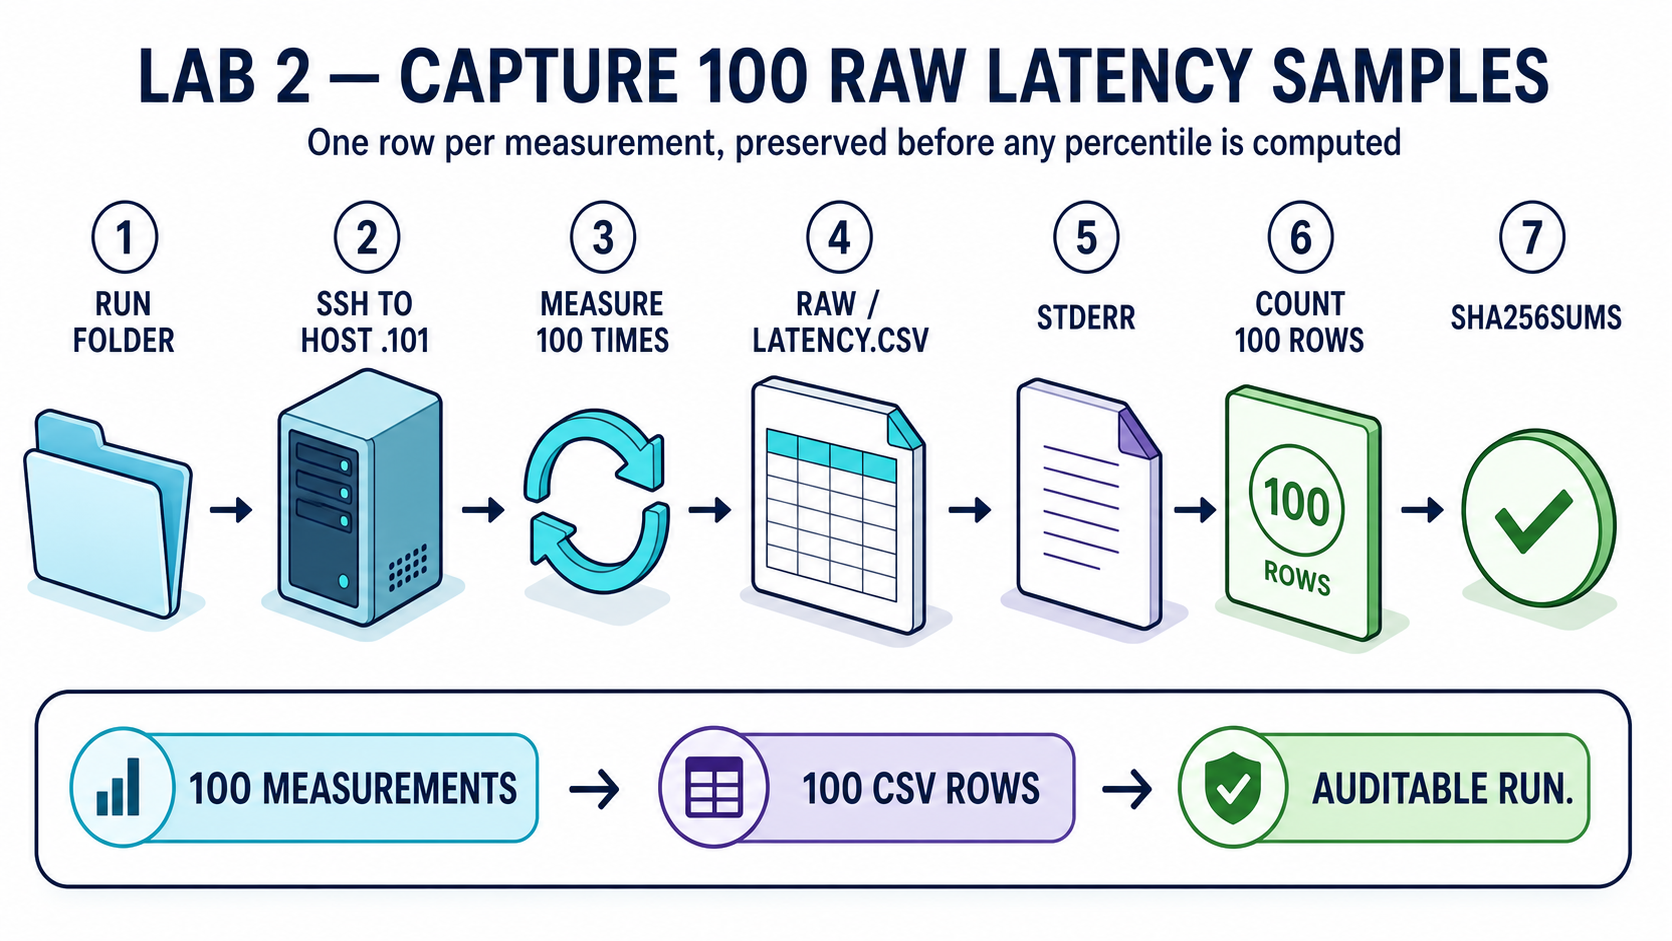 LAB 2 — CAPTURE 100 RAW LATENCY SAMPLES
One row per measurement, preserved before any percentile is computed
1
RUN
FOLDER
2
SSH TO
HOST .101
3
MEASURE
100 TIMES
4
RAW /
LATENCY.CSV
5
STDERR
6
COUNT
100 ROWS
7
SHA256SUMS
100
ROWS
100 MEASUREMENTS
100 CSV ROWS
AUDITABLE RUN.